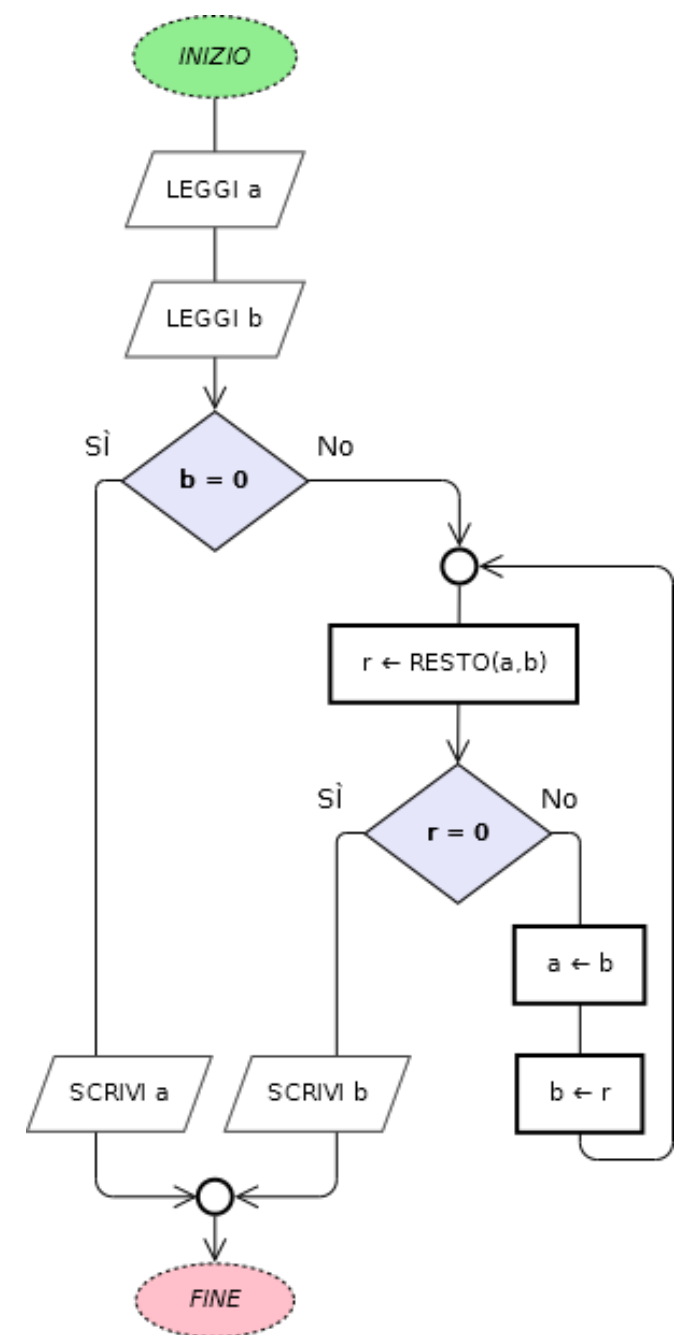 INIZIO
LEGGI a
LEGGI b
SÌ
No
b = 0
r ← RESTO(a,b)
SÌ
No
r = 0
a ← b
SCRIVI a
SCRIVI b
b ← r
FINE